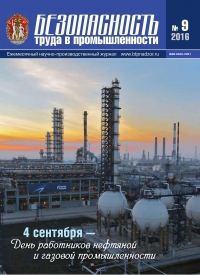 БЕЗОПАСНОСТЬ
труда в промышленности
№ 9
2016
Ежемесячный научно-производственный журнал • www.btpnadzor.ru
4 сентября —
День работников нефтяной
и газовой промышленности